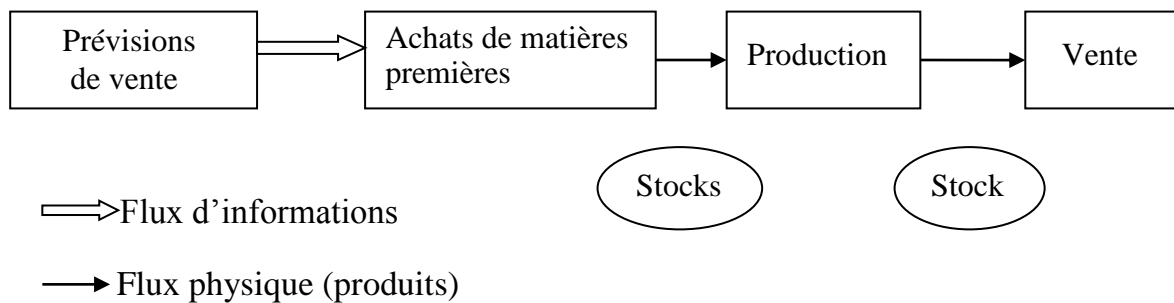 Prévisions
de vente
Achats de matières
premières
Production
Vente
Stocks
Stock
Flux d’informations
Flux physique (produits)